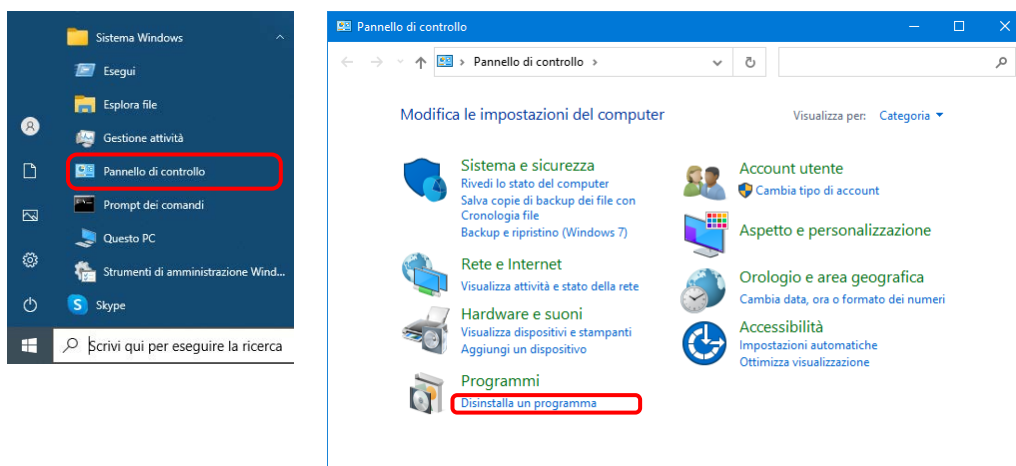 Sistema Windows
Esegui
Esplora file
Gestione attività
Pannello di controllo
Prompt dei comandi
Questo PC
Strumenti di amministrazione Wind...
Skype
Scrivi qui per eseguire la ricerca
Pannello di controllo
Pannello di controllo
Modifica le impostazioni del computer
Visualizza per: Categoria
Sistema e sicurezza
Rivedi lo stato del computer
Salva copie di backup dei file con
Cronologia file
Backup e ripristino (Windows 7)
Rete e Internet
Visualizza attività e stato della rete
Hardware e suoni
Visualizza dispositivi e stampanti
Aggiungi un dispositivo
Programmi
Disinstalla un programma
Account utente
Cambia tipo di account
Aspetto e personalizzazione
Orologio e area geografica
Cambia data, ora o formato dei numeri
Accessibilità
Impostazioni automatiche
Ottimizza visualizzazione